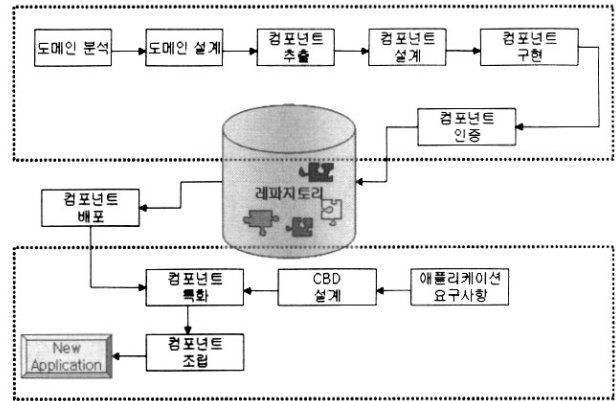 도메인 분석
도메인 설계
컴포넌트
추출
컴포넌트
설계
컴포넌트
구현
컴포넌트
인증
레파지토리
컴포넌트
배포
컴포넌트
특화
CBD
설계
애플리케이션
요구사항
New
Application
컴포넌트
조립